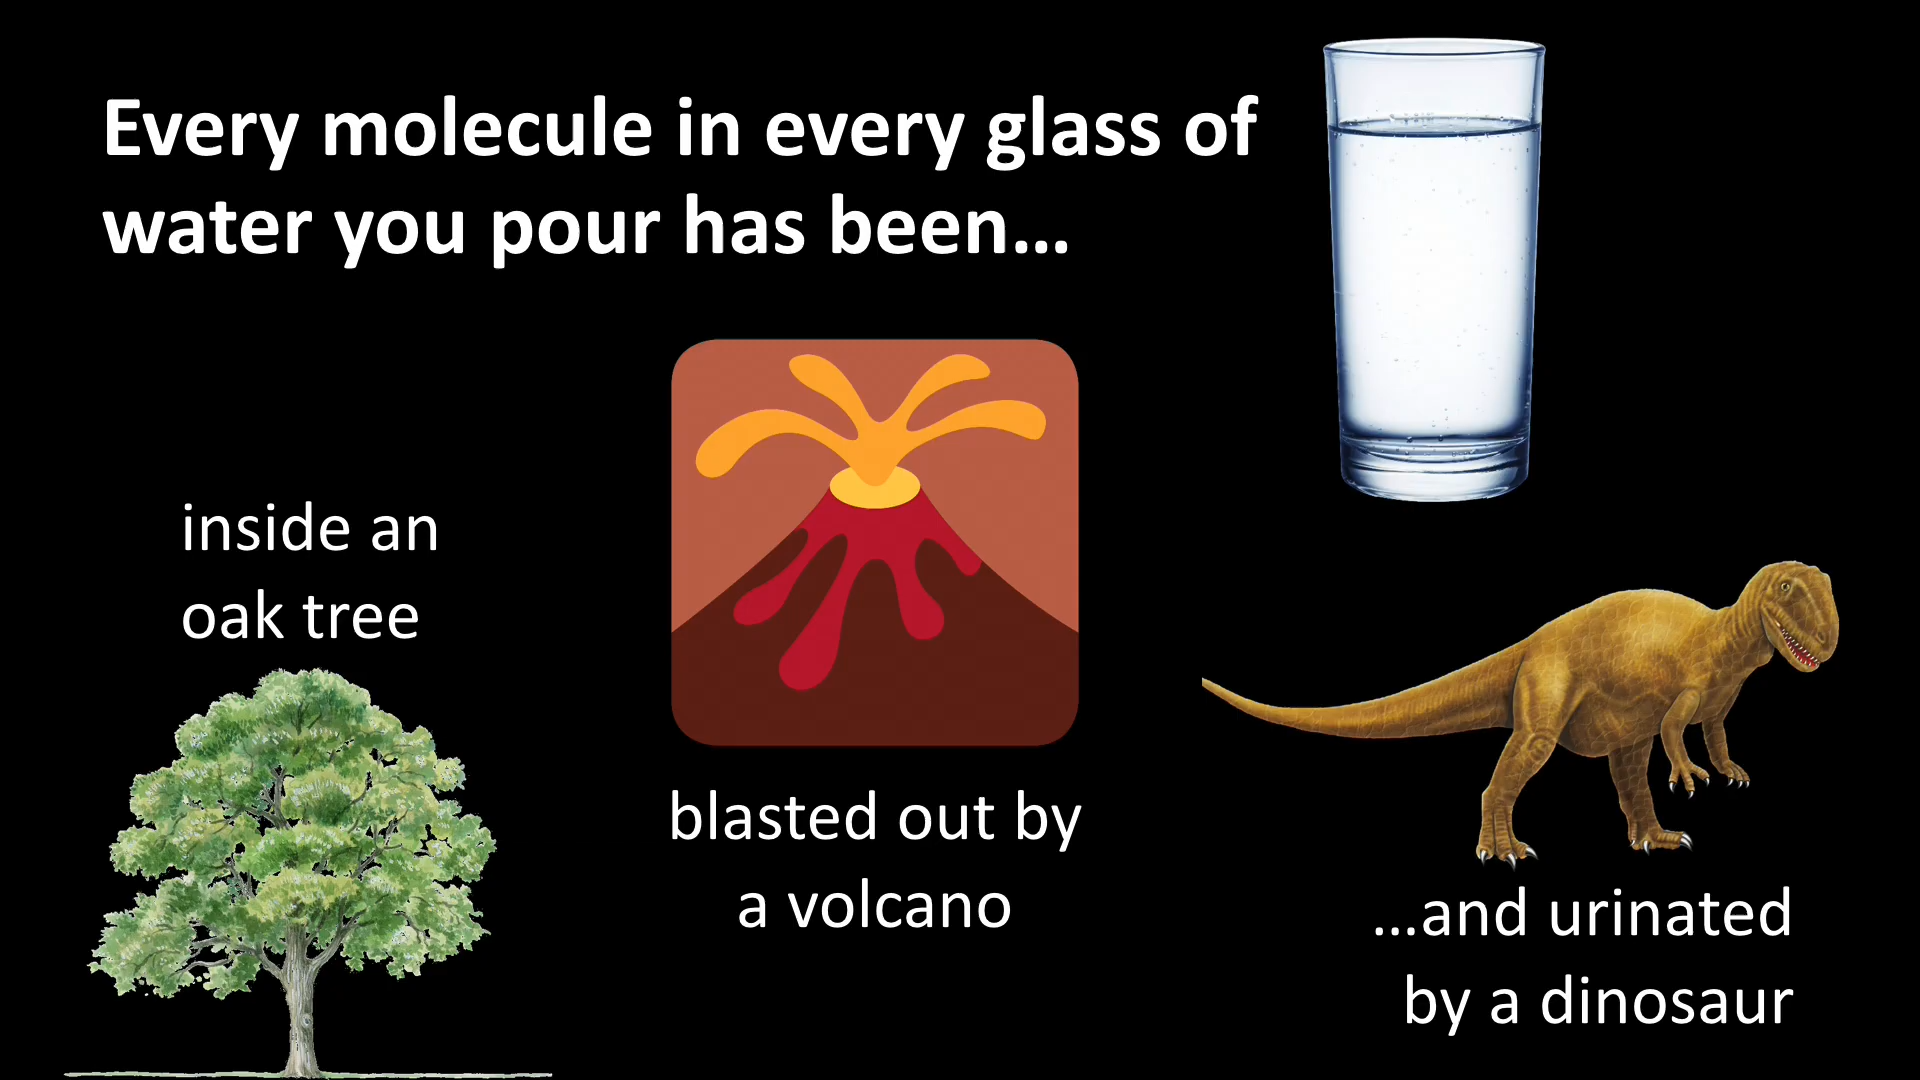 Every molecule in every glass of
water you pour has been...
inside an
oak tree
blasted out by
a volcano
...and urinated
by a dinosaur